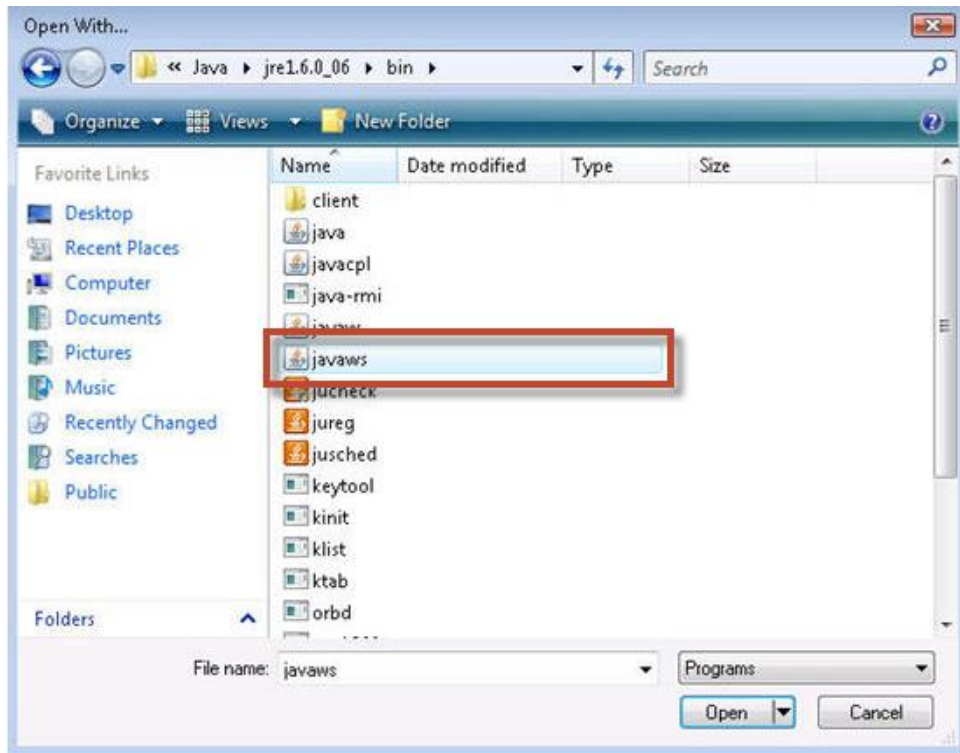 Open With...
« Java ▸ jre1.6.0_06 ▸ bin ▸
Search
Organize
Views
New Folder
Favorite Links
Desktop
Recent Places
Computer
Documents
Pictures
Music
Recently Changed
Searches
Public
Folders
Name
Date modified
Type
Size
client
java
javacpl
java-rmi
javaw
javaws
jucheck
jureg
jusched
keytool
kinit
klist
ktab
orbd
File name: javaws
Programs
Open
Cancel